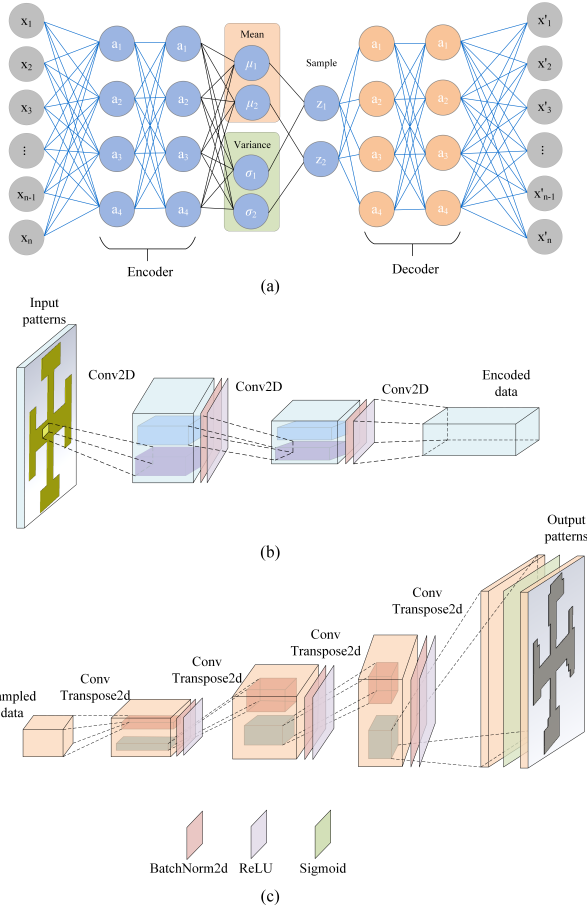 x1
x2
x3
...
xn-1
xn
a1
a2
a3
a4
a1
a2
a3
a4
Mean
μ1
μ2
Variance
σ1
σ2
Sample
z1
z2
a1
a2
a3
a4
a1
a2
a3
a4
x'1
x'2
x'3
...
x'n-1
x'n
Encoder
Decoder
(a)
Input
patterns
Conv2D
Conv2D
Conv2D
Encoded
data
(b)
Output
patterns
Conv
Transpose2d
Conv
Transpose2d
Conv
Transpose2d
Conv
Transpose2d
ampled
data
BatchNorm2d
ReLU
Sigmoid
(c)